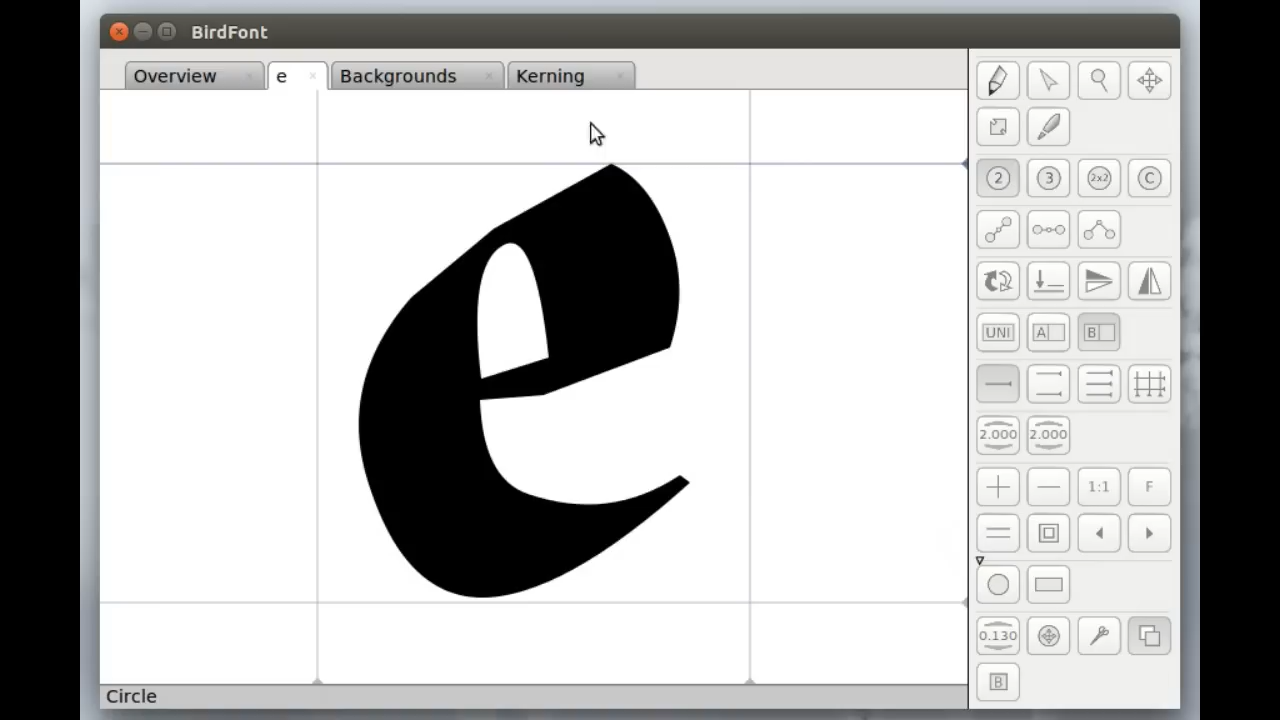 BirdFont
Overview
e
Backgrounds
Kerning
2
3
2x2
C
UNI
A
B
2.000
2.000
1:1
F
0.130
B
e
Circle